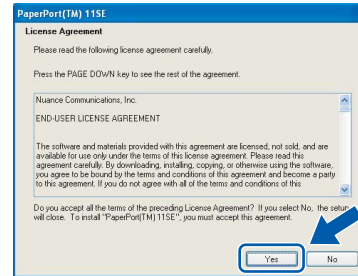 PaperPort(TM) 11SE
License Agreement
Please read the following license agreement carefully.
Press the PAGE DOWN key to see the rest of the agreement.
Nuance Communications, Inc.
END-USER LICENSE AGREEMENT
The software and materials provided with this agreement are licensed, not sold, and are
available for use only under the terms of this license agreement. Please read this
agreement carefully. By downloading, installing, copying, or otherwise using the software,
you agree to be bound by the terms and conditions of this agreement and become a party
to this agreement. If you do not agree with all of the terms and conditions of this
Do you accept all the terms of the preceding License Agreement? If you select No, the setup
will close. To install "PaperPort(TM) 11SE", you must accept this agreement.
Yes
No